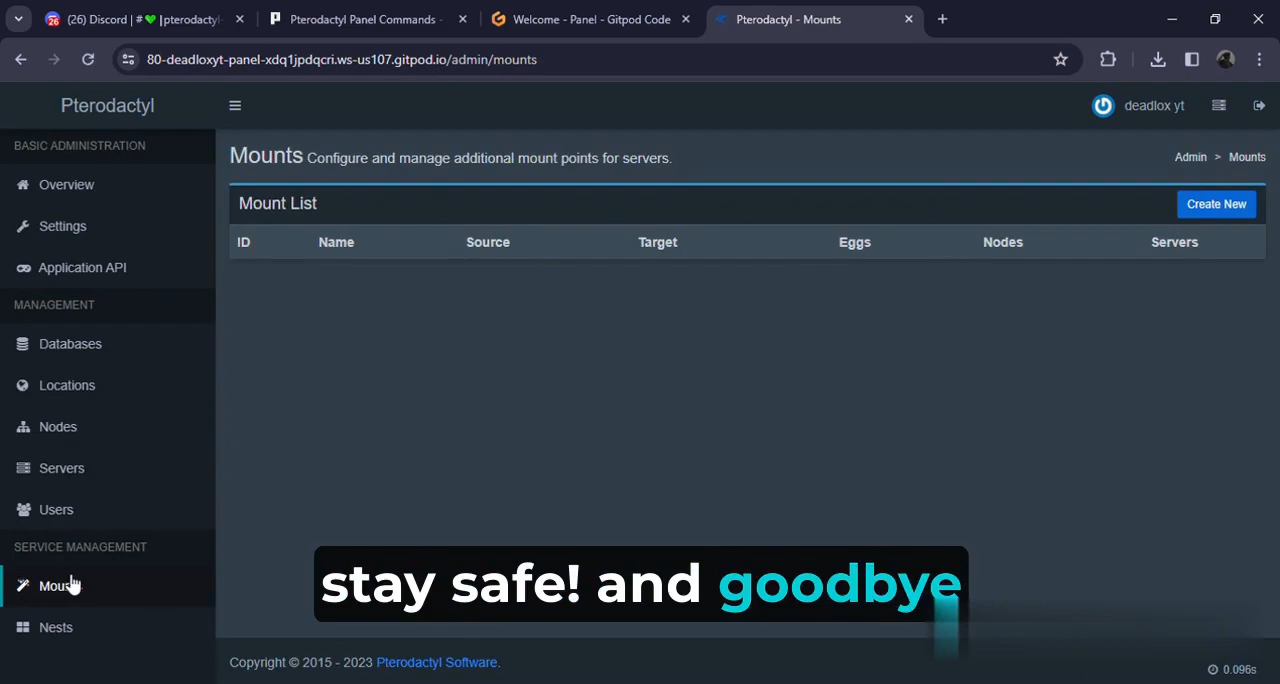 (26) Discord | #💚|pterodactyl-
Pterodactyl Panel Commands -
Welcome - Panel - Gitpod Code
Pterodactyl - Mounts
80-deadloxyt-panel-xdq1jpdqcri.ws-us107.gitpod.io/admin/mounts
Pterodactyl
deadlox yt
BASIC ADMINISTRATION
Overview
Settings
Application API
MANAGEMENT
Databases
Locations
Nodes
Servers
Users
SERVICE MANAGEMENT
Mounts
Nests
Mounts Configure and manage additional mount points for servers.
Admin > Mounts
Mount List
Create New
ID Name Source Target Eggs Nodes Servers
stay safe! and goodbye
Copyright © 2015 - 2023 Pterodactyl Software.
0.096s